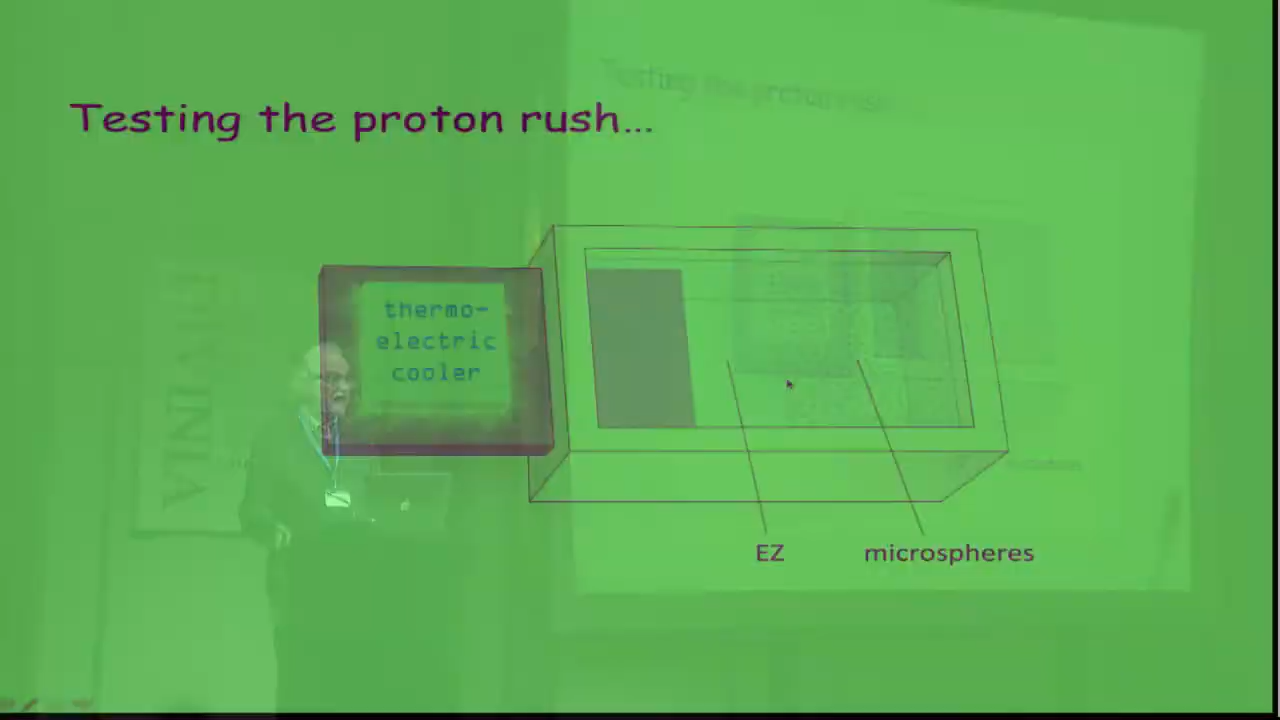 Testing the proton rush...
thermo-
electric
cooler
EZ
microspheres